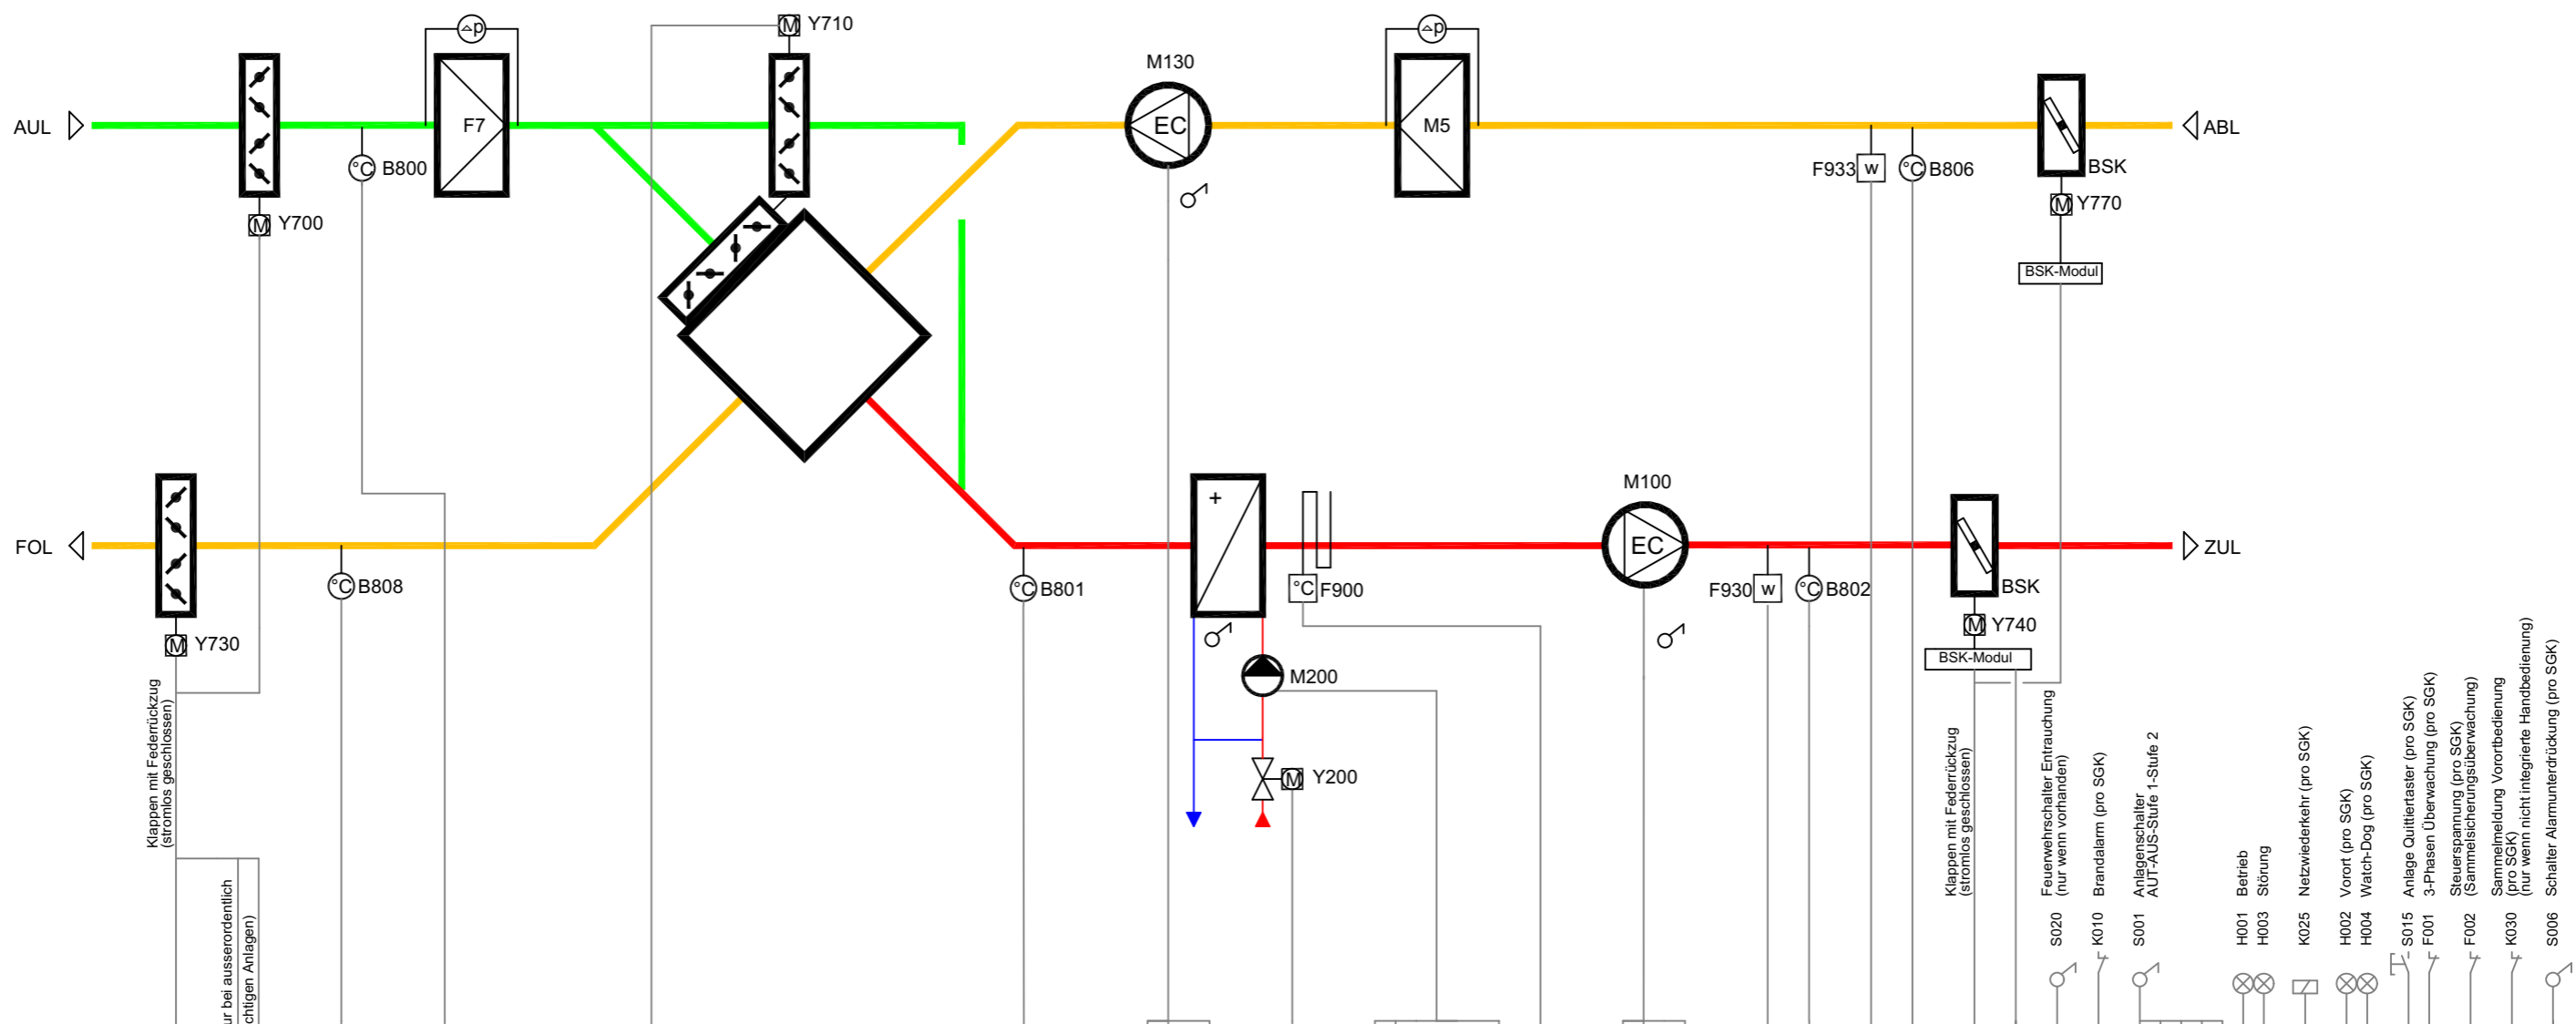 Y710
△p
△p
M130
AUL
F7
EC
M5
ABL
°C B800
F933 w
°C B806
BSK
M Y700
M Y770
BSK-Modul
M100
+
FOL
EC
ZUL
°C B808
°C B801
°C F900
F930 w
°C B802
BSK
M Y730
M Y740
BSK-Modul
M200
M Y200
Klappen mit Federrückzug
(stromlos geschlossen)
ur bei ausserordentlich
chtigen Anlagen)
Klappen mit Federrückzug
(stromlos geschlossen)
S020 Feuerwehrschalter Entrauchung
(nur wenn vorhanden)
K010 Brandalarm (pro SGK)
S001 Anlagenschalter
AUT-AUS-Stufe 1-Stufe 2
H001 Betrieb
H003 Störung
K025 Netzwiederkehr (pro SGK)
H002 Vorort (pro SGK)
H004 Watch-Dog (pro SGK)
S015 Anlage Quittiertaster (pro SGK)
F001 3-Phasen Überwachung (pro SGK)
F002 Steuerspannung (pro SGK)
(Sammelsicherungsüberwachung)
K030 Sammelmeldung Vorortbedienung
(pro SGK)
(nur wenn nicht integrierte Handbedienung)
S006 Schalter Alarmunterdrückung (pro SGK)